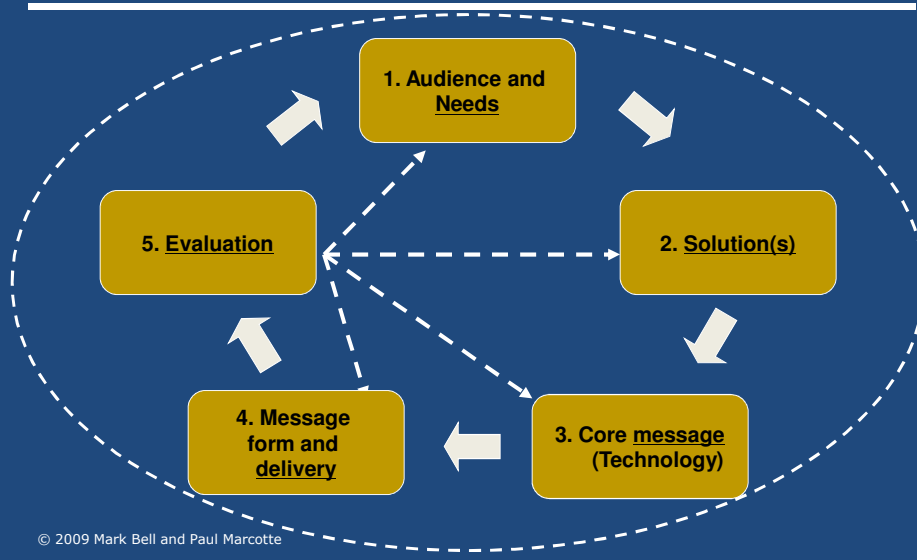 1. Audience and
Needs
5. Evaluation
2. Solution(s)
4. Message
form and
delivery
3. Core message
(Technology)
© 2009 Mark Bell and Paul Marcotte